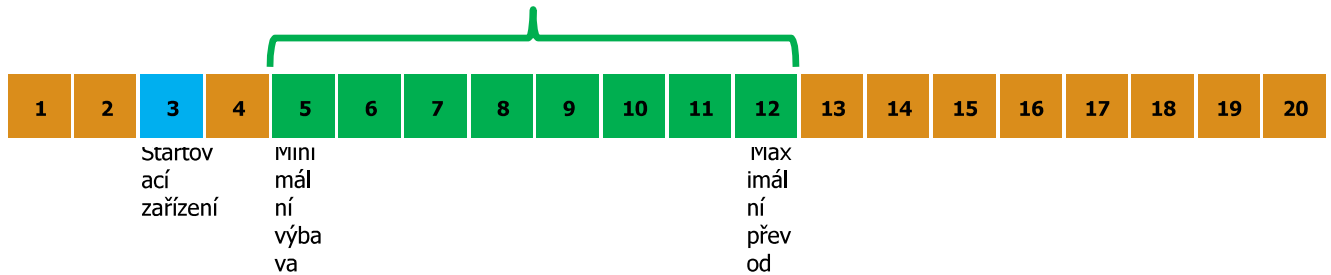 1 2 3 4 5 6 7 8 9 10 11 12 13 14 15 16 17 18 19 20
Startov
ací
zařízení
Mini
mál
ní
výba
va
Max
imál
ní
přev
od